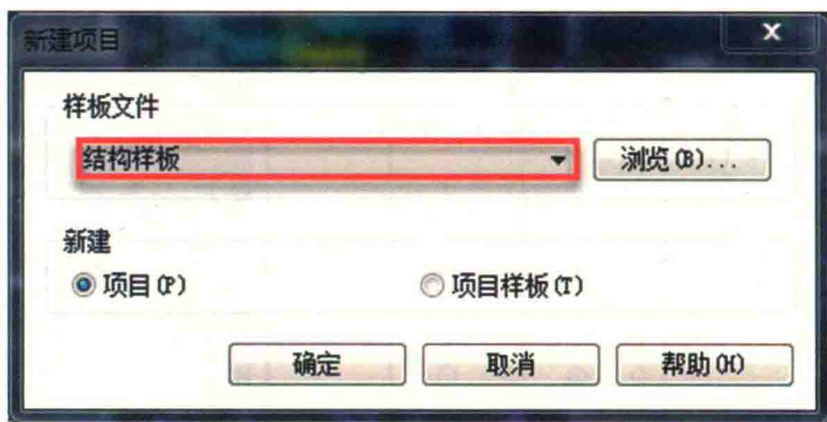 新建项目
样板文件
结构样板 浏览(B)...
新建
项目(P) 项目样板(T)
确定 取消 帮助(H)